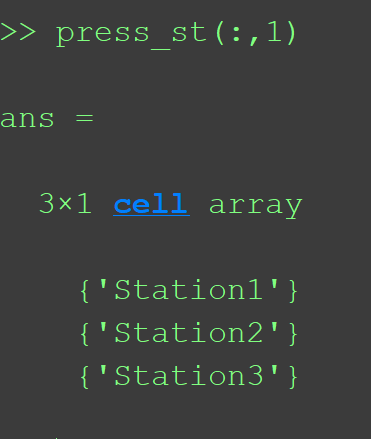 >> press_st(:,1)
ans =
3×1 cell array
{'Station1'}
{'Station2'}
{'Station3'}